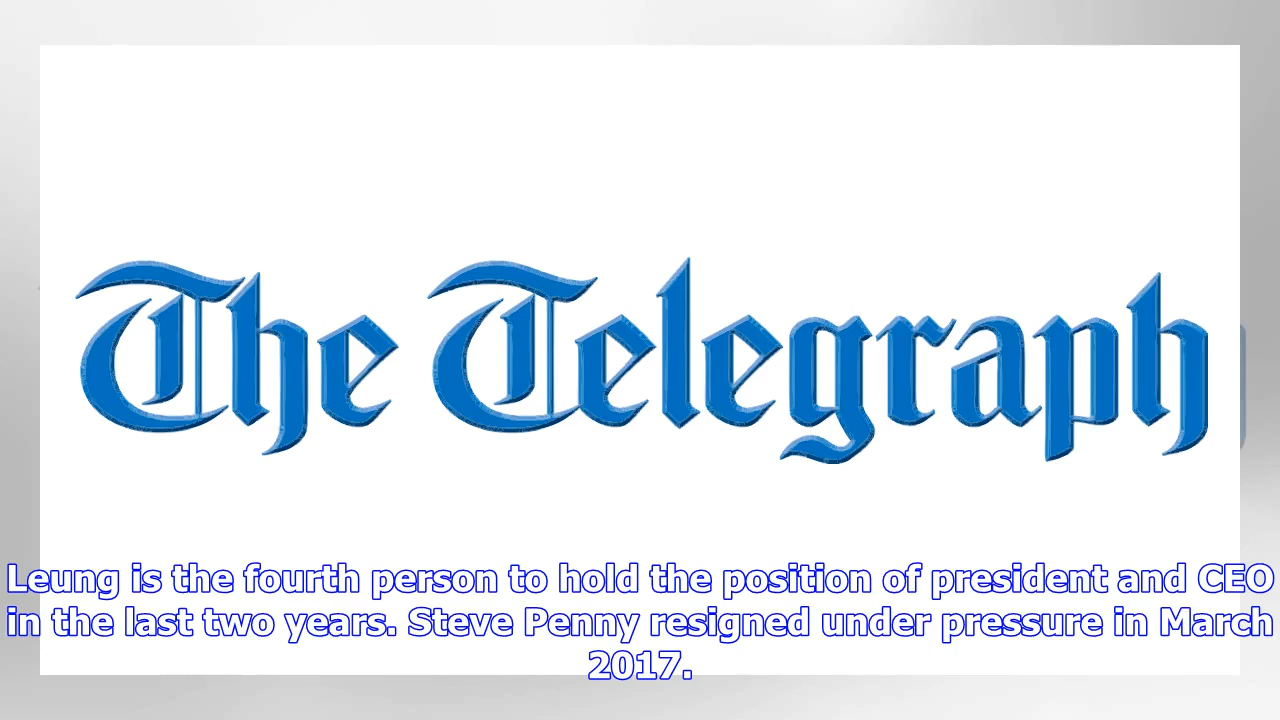 The Telegraph
Leung is the fourth person to hold the position of president and CEO
in the last two years. Steve Penny resigned under pressure in March
2017.